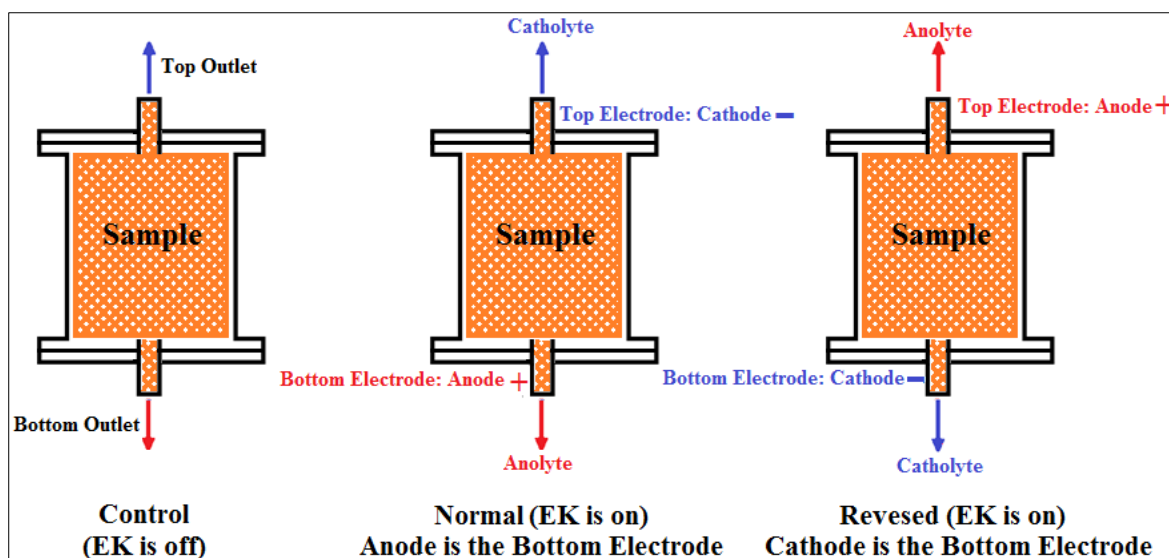 Top Outlet
Sample
Bottom Outlet
Control
(EK is off)
Catholyte
Top Electrode: Cathode –
Sample
Bottom Electrode: Anode +
Anolyte
Normal (EK is on)
Anode is the Bottom Electrode
Anolyte
Top Electrode: Anode +
Sample
Bottom Electrode: Cathode –
Catholyte
Revesed (EK is on)
Cathode is the Bottom Electrode